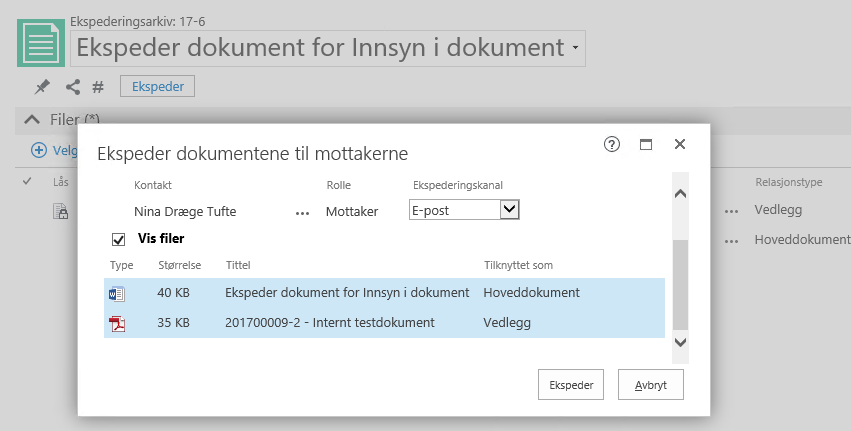 Ekspederingsarkiv: 17-6
Ekspeder dokument for Innsyn i dokument
# Ekspeder
Filer (*)
Velg
Lås Relasjonstype
Vedlegg
Hoveddokument
Ekspeder dokumentene til mottakerne
Kontakt Rolle Ekspederingskanal
Nina Dræge Tufte ... Mottaker E-post
Vis filer
Type Størrelse Tittel Tilknyttet som
40 KB Ekspeder dokument for Innsyn i dokument Hoveddokument
35 KB 201700009-2 - Internt testdokument Vedlegg
Ekspeder Avbryt